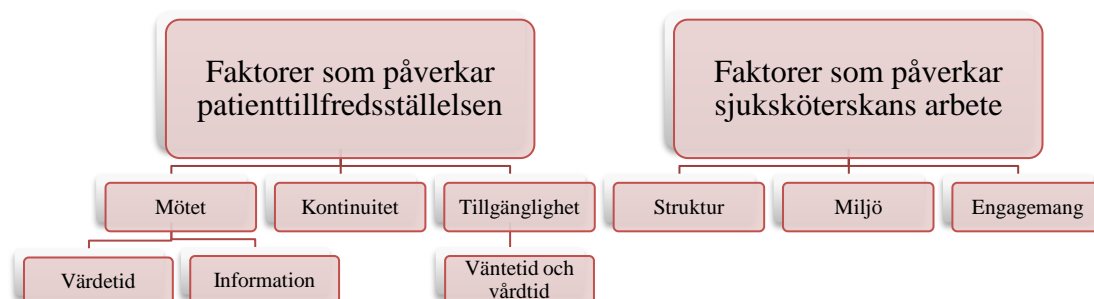 Faktorer som påverkar
patienttillfredsställelsen
Faktorer som påverkar
sjuksköterskans arbete
Mötet
Kontinuitet
Tillgänglighet
Struktur
Miljö
Engagemang
Värdetid
Information
Väntetid och
vårdtid